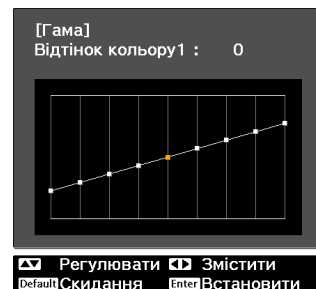 [Гама]
Відтінок кольору1 : 0
Регулювати Змістити
Default Скидання Enter Встановити